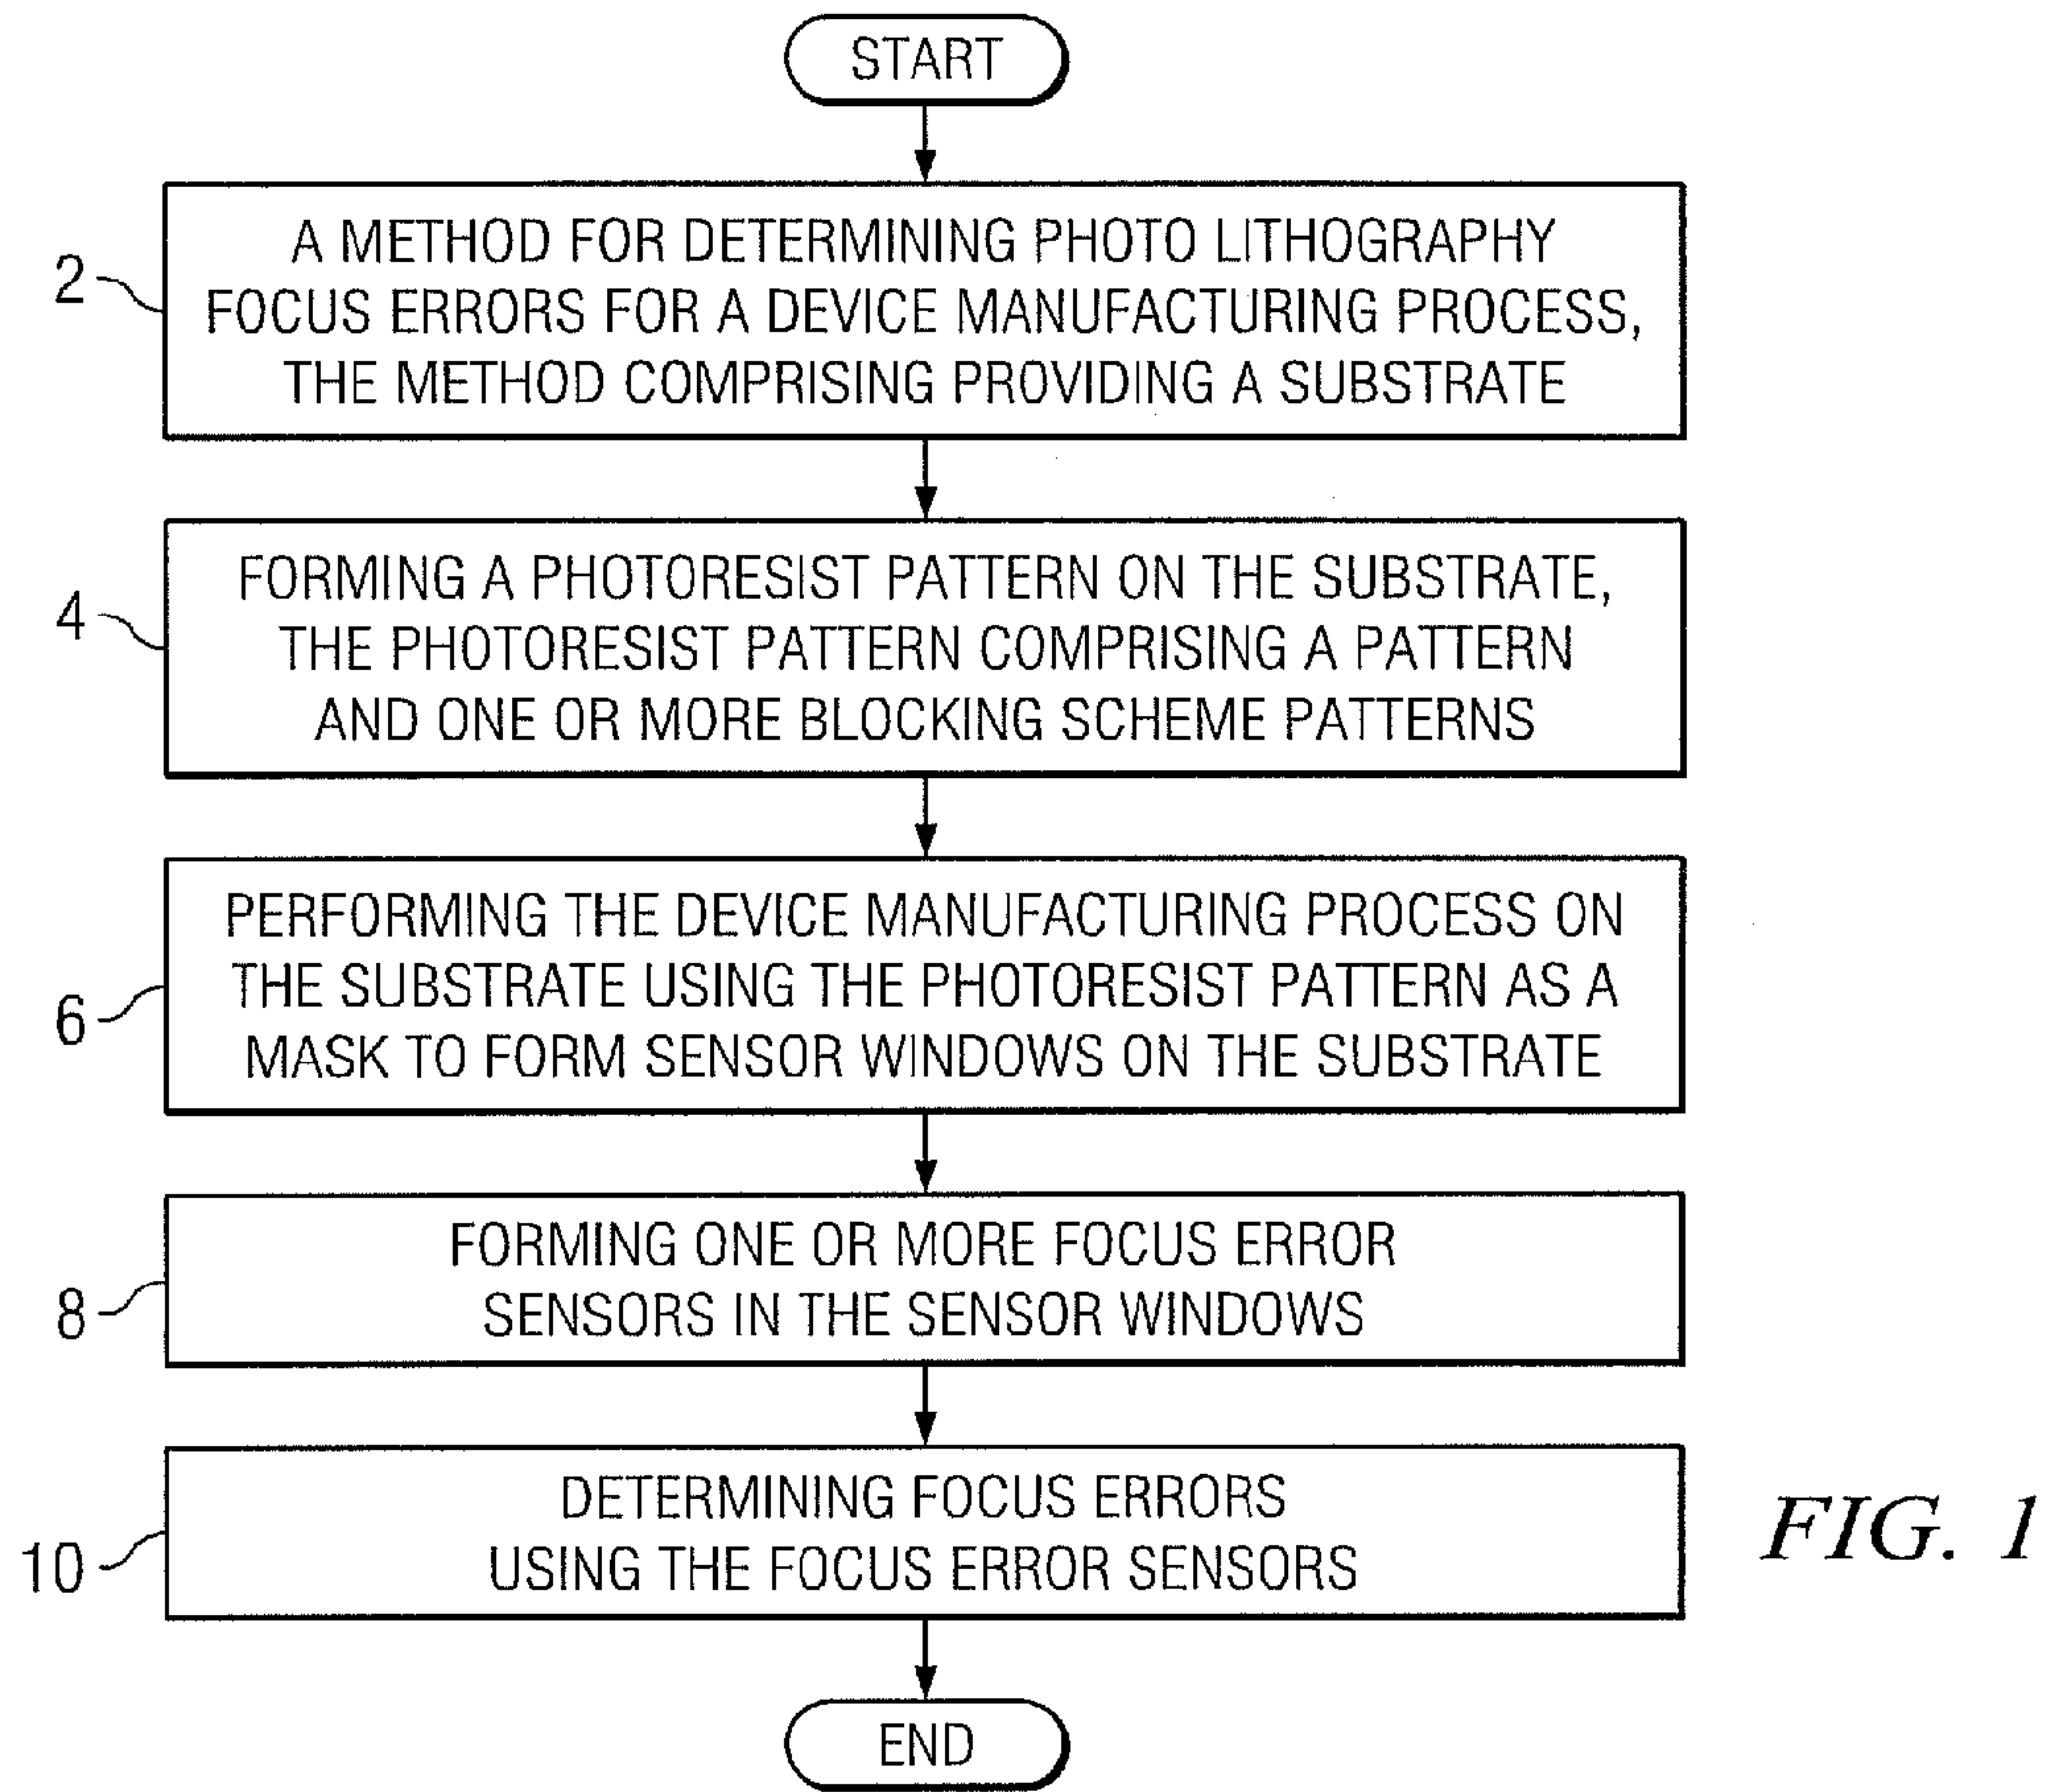 START
A METHOD FOR DETERMINING PHOTO LITHOGRAPHY
FOCUS ERRORS FOR A DEVICE MANUFACTURING PROCESS,
THE METHOD COMPRISING PROVIDING A SUBSTRATE
2
FORMING A PHOTORESIST PATTERN ON THE SUBSTRATE,
THE PHOTORESIST PATTERN COMPRISING A PATTERN
AND ONE OR MORE BLOCKING SCHEME PATTERNS
4
PERFORMING THE DEVICE MANUFACTURING PROCESS ON
THE SUBSTRATE USING THE PHOTORESIST PATTERN AS A
MASK TO FORM SENSOR WINDOWS ON THE SUBSTRATE
6
FORMING ONE OR MORE FOCUS ERROR
SENSORS IN THE SENSOR WINDOWS
8
DETERMINING FOCUS ERRORS
USING THE FOCUS ERROR SENSORS
10
FIG. 1
END